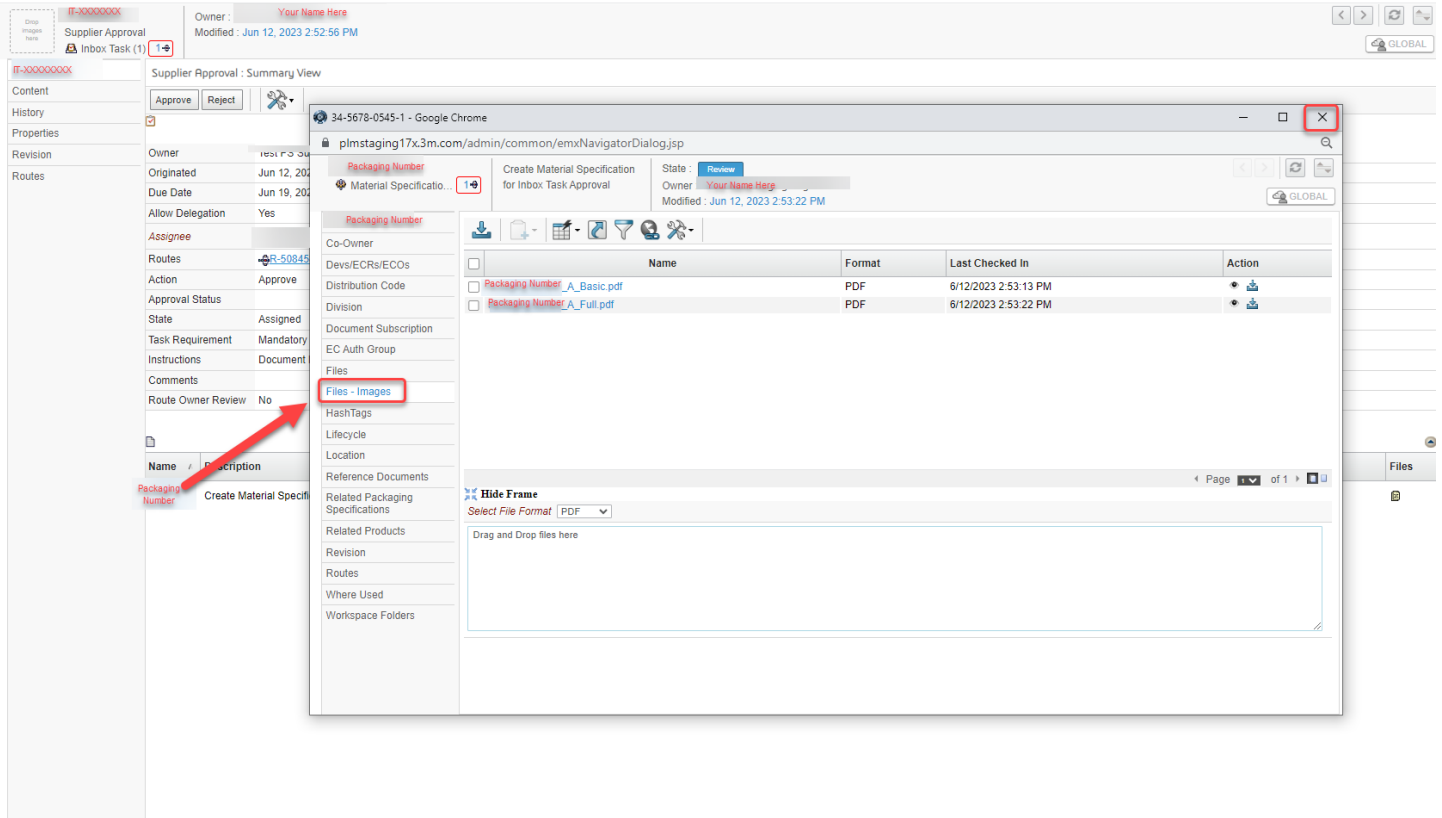 Drop
images
here
IT-XXXXXXX
Supplier Approval
Inbox Task (1) 1
Owner : Your Name Here
Modified : Jun 12, 2023 2:52:56 PM
GLOBAL
IT-XXXXXXXX
Content
History
Properties
Revision
Routes
Supplier Approval : Summary View
Approve Reject
Owner Test PS Su
Originated Jun 12, 202
Due Date Jun 19, 202
Allow Delegation Yes
Assignee
Routes R-50845
Action Approve
Approval Status
State Assigned
Task Requirement Mandatory
Instructions Document
Comments
Route Owner Review No
Name Description Files
Packaging
Number
Create Material Specifi
34-5678-0545-1 - Google Chrome
plmstaging17x.3m.com/admin/common/emxNavigatorDialog.jsp
Packaging Number
Material Specificatio... 1
Create Material Specification
for Inbox Task Approval
State : Review
Owner Your Name Here
Modified : Jun 12, 2023 2:53:22 PM
GLOBAL
Packaging Number
Co-Owner
Devs/ECRs/ECOs
Distribution Code
Division
Document Subscription
EC Auth Group
Files
Files - Images
HashTags
Lifecycle
Location
Reference Documents
Related Packaging
Specifications
Related Products
Revision
Routes
Where Used
Workspace Folders
Name Format Last Checked In Action
Packaging Number _A_Basic.pdf PDF 6/12/2023 2:53:13 PM
Packaging Number _A_Full.pdf PDF 6/12/2023 2:53:22 PM
Page 1 of 1
Hide Frame
Select File Format PDF
Drag and Drop files here